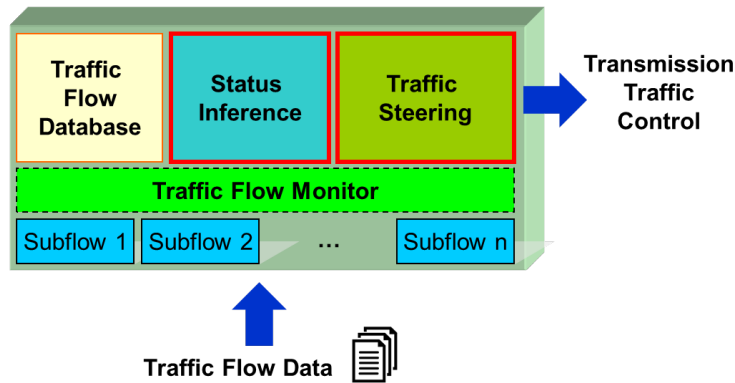 Traffic
Flow
Database
Status
Inference
Traffic
Steering
Transmission
Traffic
Control
Traffic Flow Monitor
Subflow 1
Subflow 2
...
Subflow n
Traffic Flow Data